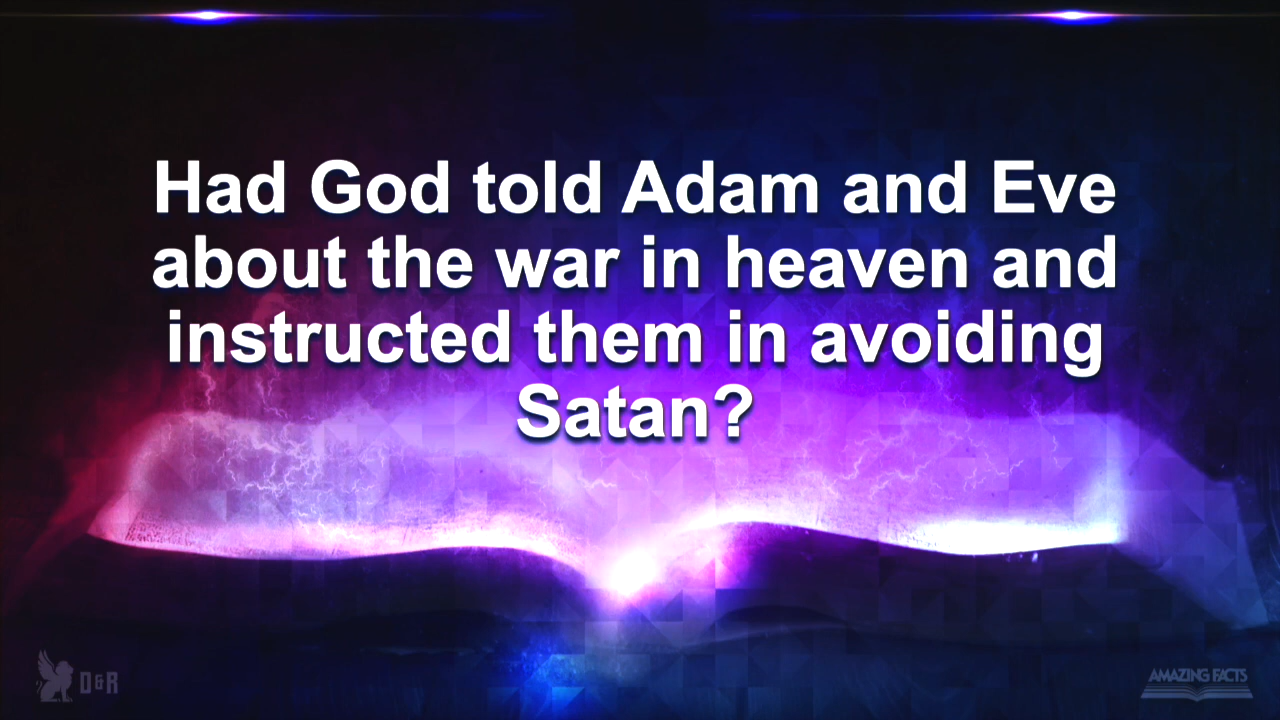 Had God told Adam and Eve
about the war in heaven and
instructed them in avoiding
Satan?
D&R
AMAZING FACTS